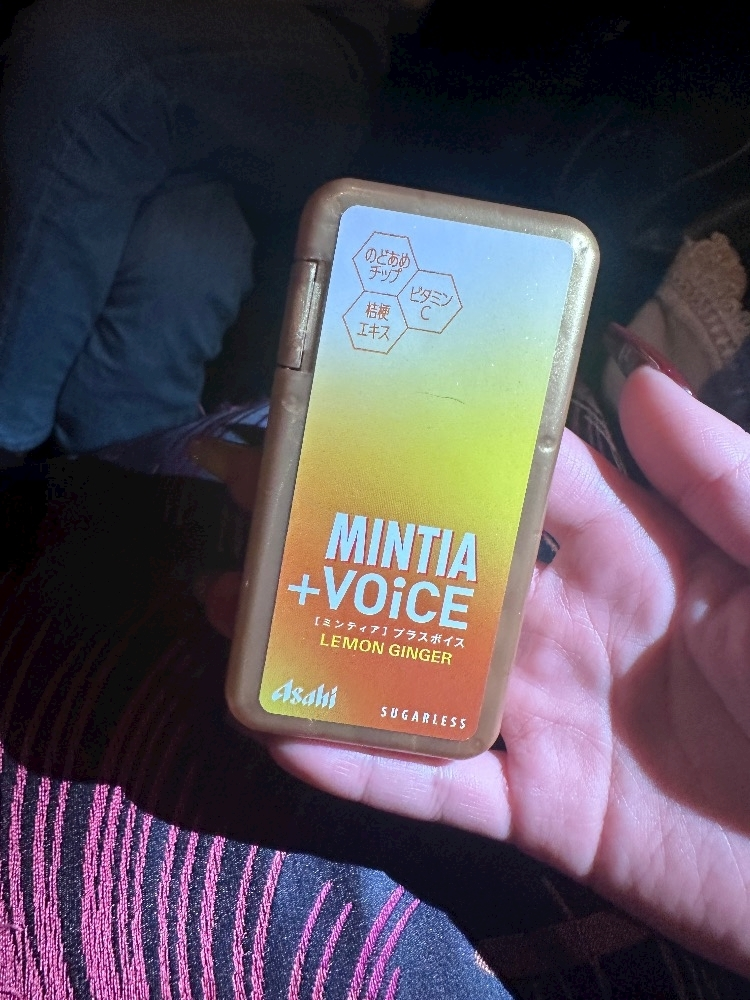 のどあめ
チップ
ビタミン
C
桔梗
エキス
MINTIA
+VOiCE
[ミンティア] プラスボイス
LEMON GINGER
Asahi
SUGARLESS